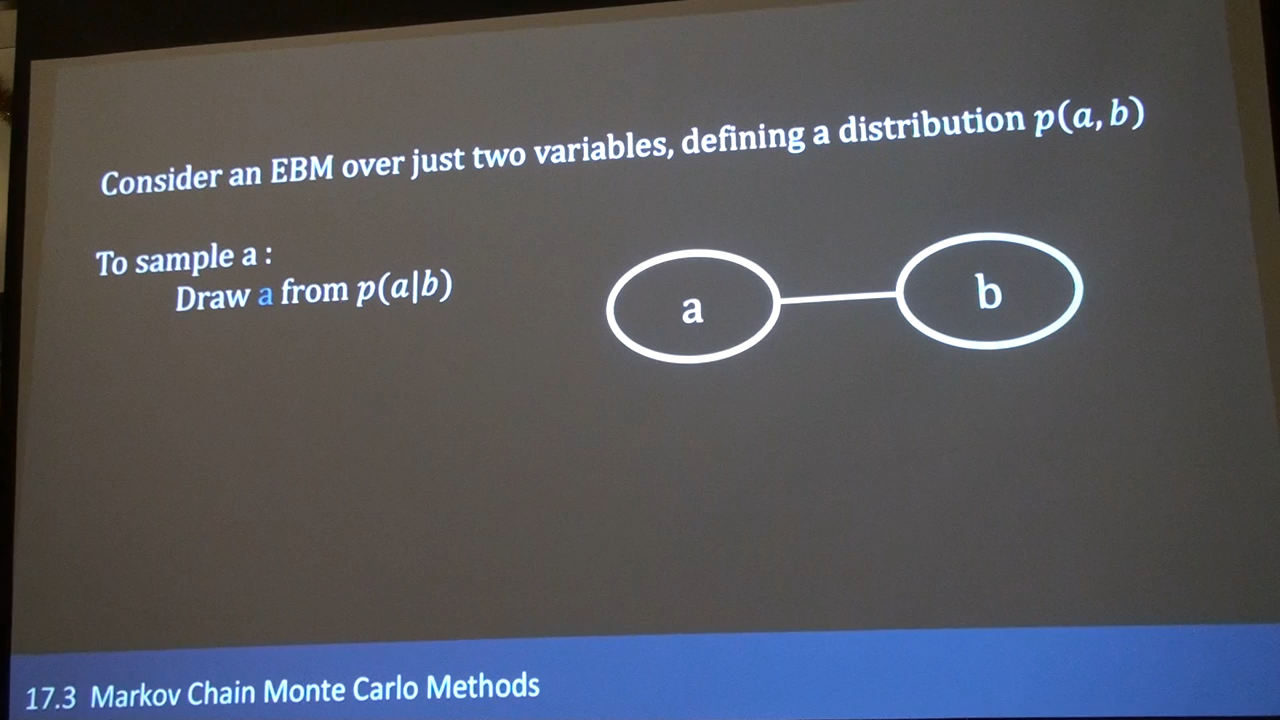 Consider an EBM over just two variables, defining a distribution p(a, b)
To sample a :
Draw a from p(a|b)
a
b
17.3 Markov Chain Monte Carlo Methods